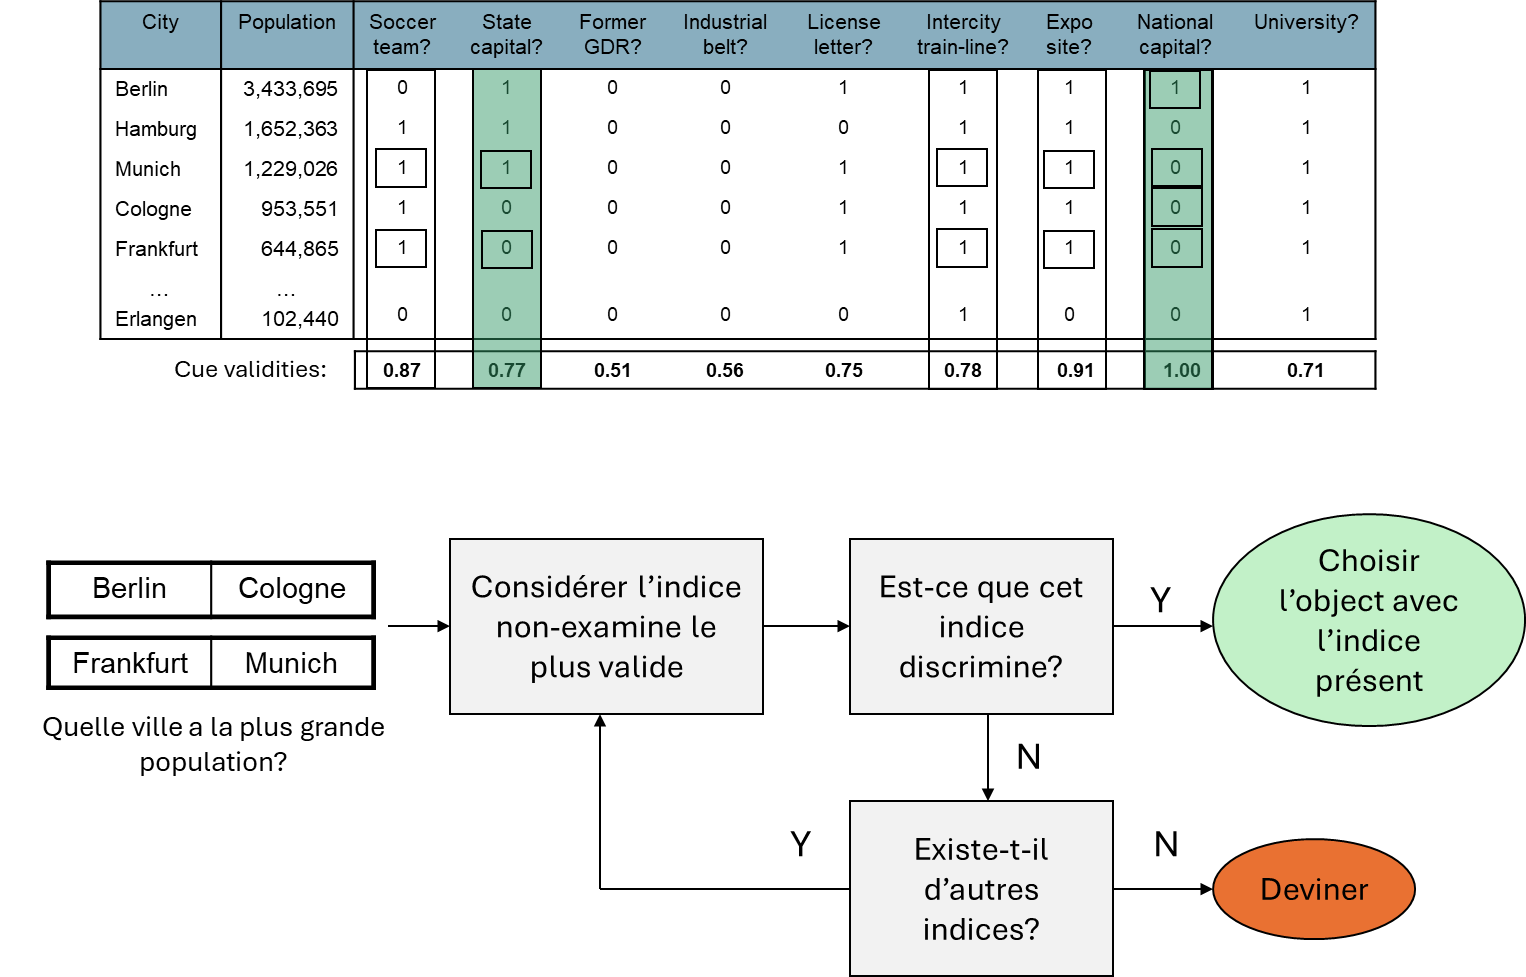 City Population Soccer team? State capital? Former GDR? Industrial belt? License letter? Intercity train-line? Expo site? National capital? University?
Berlin 3,433,695 0 1 0 0 1 1 1 1 1
Hamburg 1,652,363 1 1 0 0 0 1 1 0 1
Munich 1,229,026 1 1 0 0 1 1 1 0 1
Cologne 953,551 1 0 0 0 1 1 1 0 1
Frankfurt 644,865 1 0 0 0 1 1 1 0 1
... ...
Erlangen 102,440 0 0 0 0 0 1 0 0 1
Cue validities: 0.87 0.77 0.51 0.56 0.75 0.78 0.91 1.00 0.71
Berlin Cologne
Frankfurt Munich
Quelle ville a la plus grande
population?
Considérer l’indice
non-examine le
plus valide
Est-ce que cet
indice
discrimine?
Y
Choisir
l’object avec
l’indice
présent
N
Existe-t-il
d’autres
indices?
Y
N
Deviner